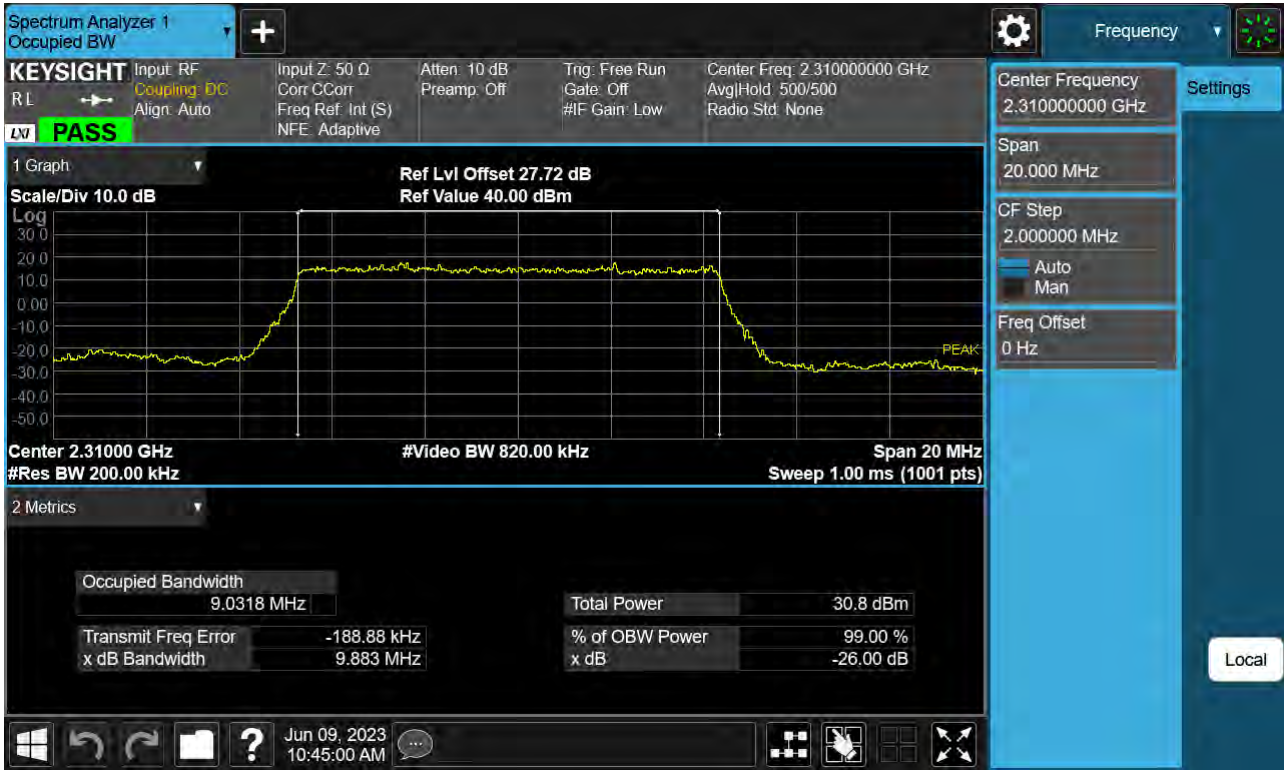 Spectrum Analyzer 1
Occupied BW
+
Frequency
KEYSIGHT
RL
LXI
PASS
Input: RF
Coupling: DC
Align: Auto
Input Z: 50 Ω
Corr CCorr
Freq Ref: Int (S)
NFE: Adaptive
Atten: 10 dB
Preamp: Off
Trig: Free Run
Gate: Off
#IF Gain: Low
Center Freq: 2.310000000 GHz
Avg|Hold: 500/500
Radio Std: None
1 Graph
Scale/Div 10.0 dB
Ref Lvl Offset 27.72 dB
Ref Value 40.00 dBm
Log
30.0
20.0
10.0
0.00
-10.0
-20.0
-30.0
-40.0
-50.0
PEAK
Center 2.31000 GHz
#Video BW 820.00 kHz
Span 20 MHz
#Res BW 200.00 kHz
Sweep 1.00 ms (1001 pts)
2 Metrics
Occupied Bandwidth
9.0318 MHz
Total Power 30.8 dBm
Transmit Freq Error -188.88 kHz
% of OBW Power 99.00 %
x dB Bandwidth 9.883 MHz
x dB -26.00 dB
Center Frequency
2.310000000 GHz
Settings
Span
20.000 MHz
CF Step
2.000000 MHz
Auto
Man
Freq Offset
0 Hz
Local
?
Jun 09, 2023
10:45:00 AM